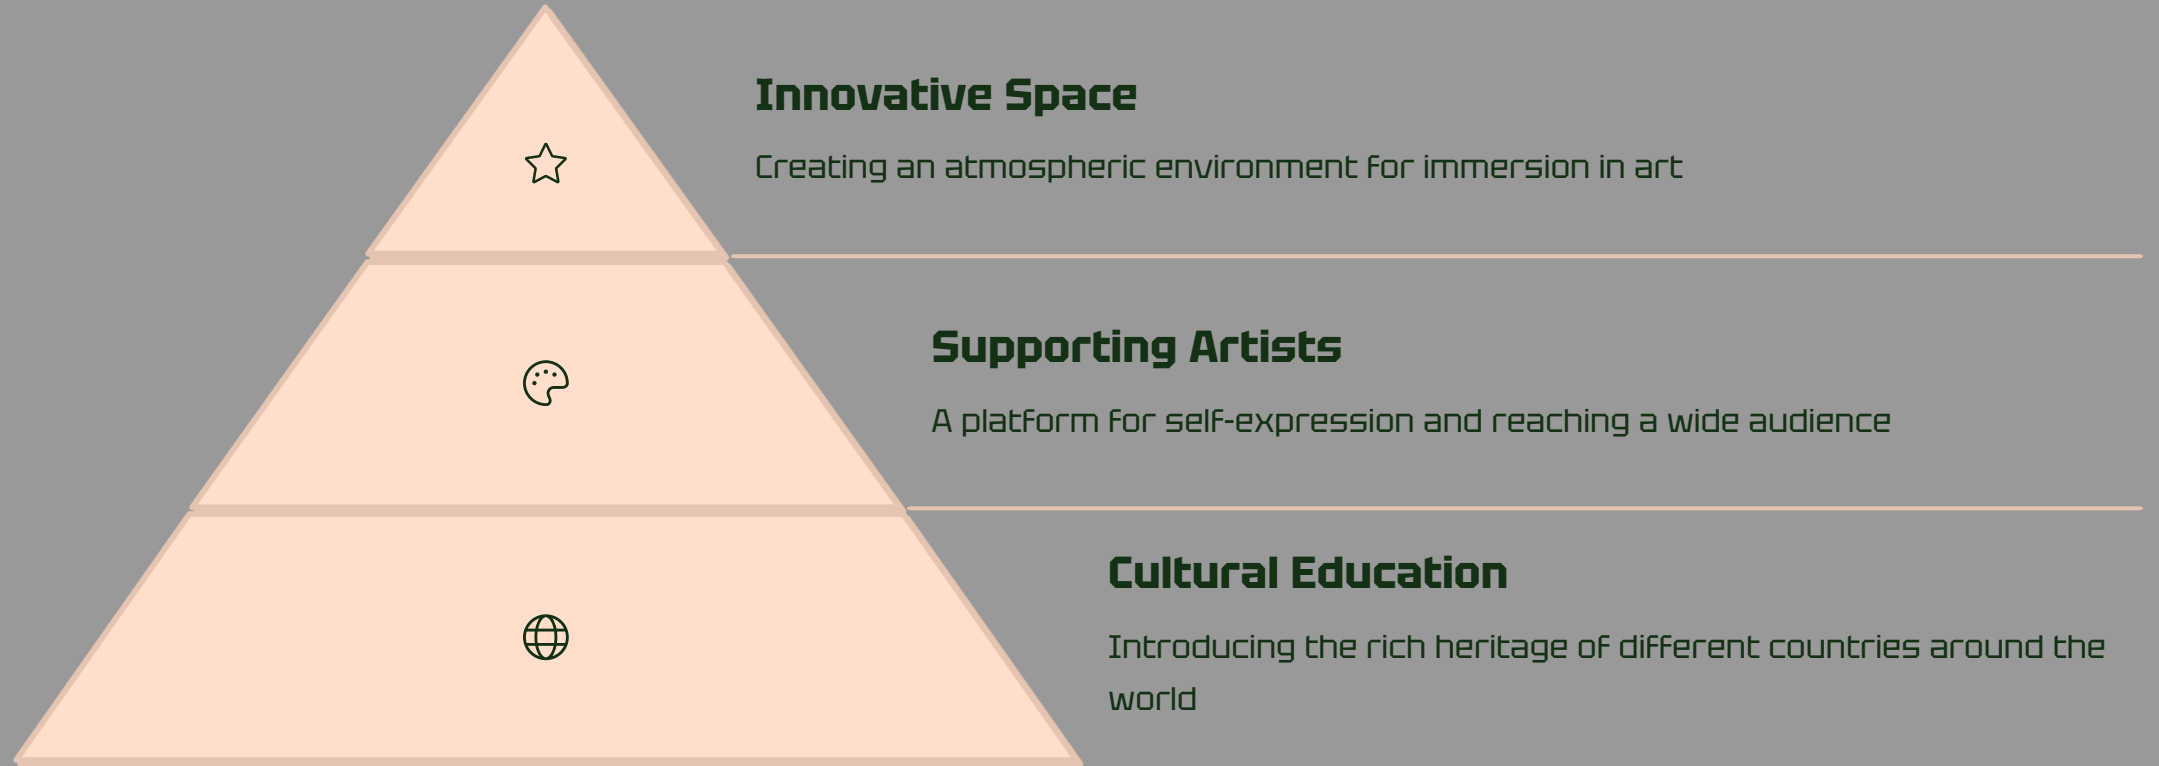 Innovative Space
Creating an atmospheric environment for immersion in art
Supporting Artists
A platform for self-expression and reaching a wide audience
Cultural Education
Introducing the rich heritage of different countries around the
world